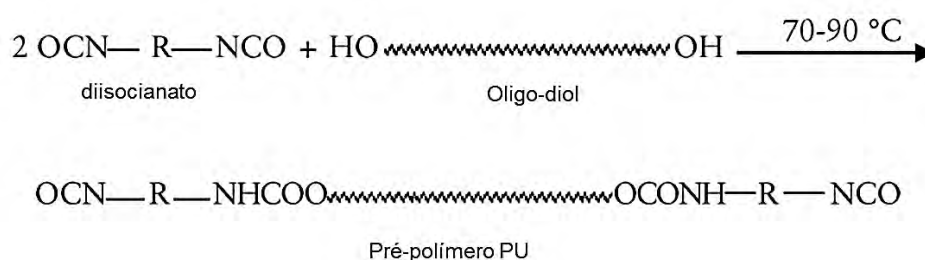 2 OCN— R—NCO + HO OH 70-90 °C
diisocianato Oligo-diol
OCN—R—NHCOO OCONH—R—NCO
Pré-polímero PU